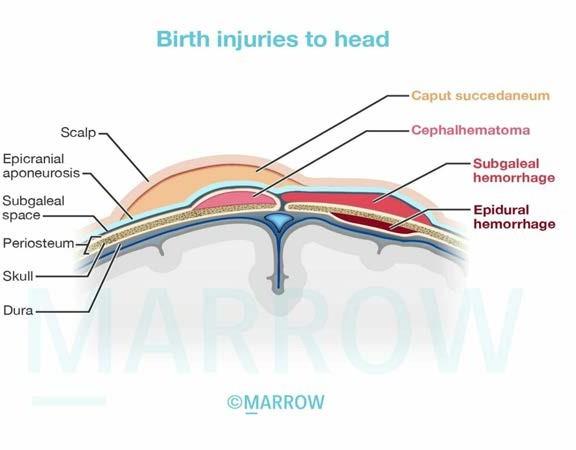 Birth injuries to head
Caput succedaneum
Scalp
Cephalhematoma
Epicranial
aponeurosis
Subgaleal
hemorrhage
Subgaleal
space
Epidural
hemorrhage
Periosteum
Skull
Dura
MARROW
©MARROW